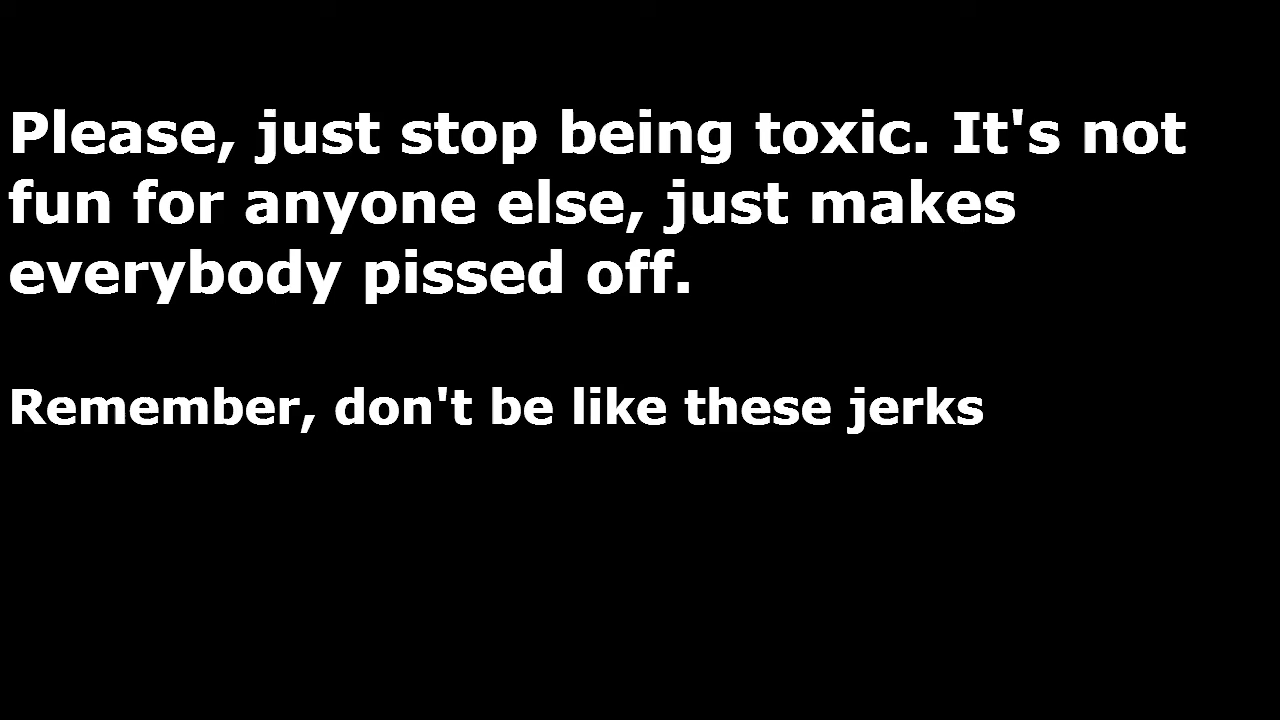 Please, just stop being toxic. It's not
fun for anyone else, just makes
everybody pissed off.
Remember, don't be like these jerks